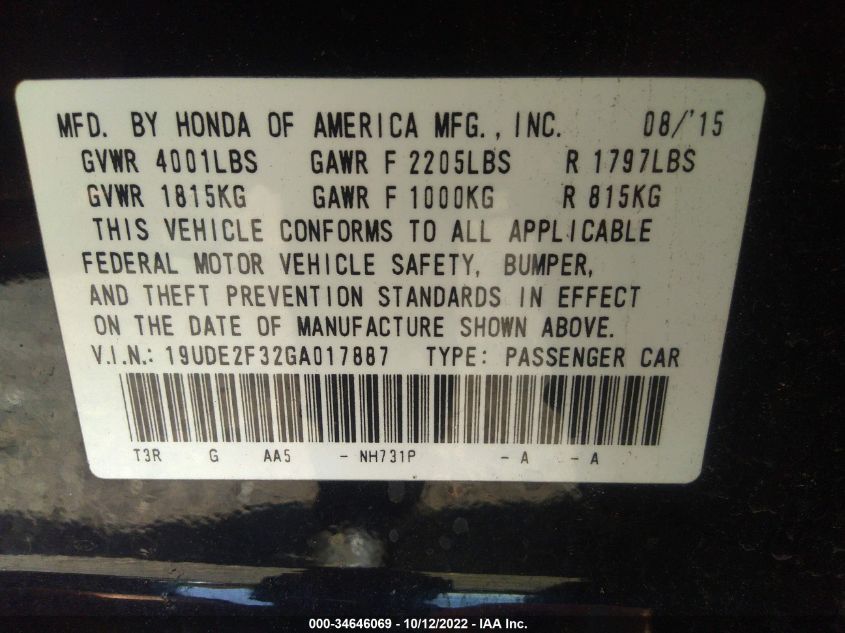 MFD. BY HONDA OF AMERICA MFG., INC. 08/'15
GVWR 4001LBS GAWR F 2205LBS R 1797LBS
GVWR 1815KG GAWR F 1000KG R 815KG
THIS VEHICLE CONFORMS TO ALL APPLICABLE
FEDERAL MOTOR VEHICLE SAFETY, BUMPER,
AND THEFT PREVENTION STANDARDS IN EFFECT
ON THE DATE OF MANUFACTURE SHOWN ABOVE.
V.I.N.: 19UDE2F32GA017887 TYPE: PASSENGER CAR
T3R G AA5 - NH731P - A - A
000-34646069 - 10/12/2022 - IAA Inc.